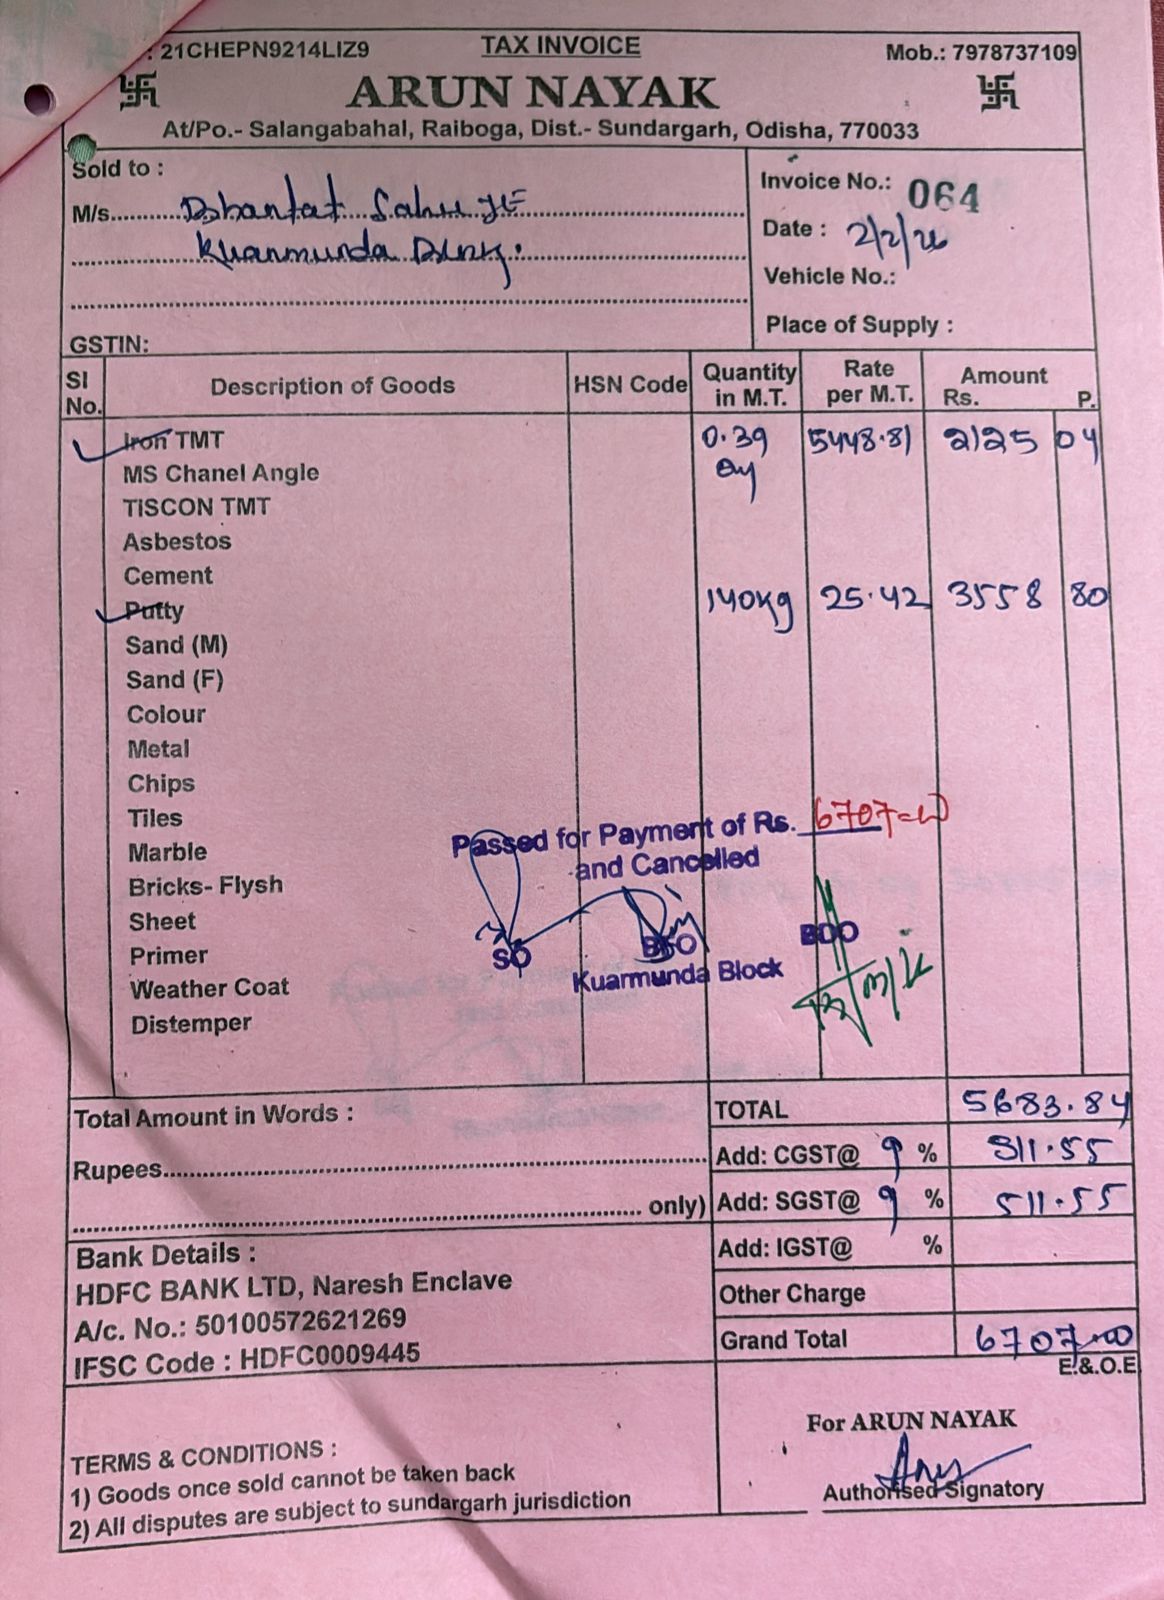 : 21CHEPN9214LIZ9
TAX INVOICE
Mob.: 7978737109
ARUN NAYAK
At/Po.- Salangabahal, Raiboga, Dist.- Sundargarh, Odisha, 770033
Sold to :
M/s. Sahu JE
Kuarmunda
GSTIN:
Invoice No.: 064
Date : 2/2/26
Vehicle No.:
Place of Supply :
Sl No. Description of Goods HSN Code Quantity in M.T. Rate per M.T. Amount Rs. P.
Iron TMT 0.39 5448.81 2125 04
MS Chanel Angle
TISCON TMT
Asbestos
Cement
Putty 140kg 25.42 3558 80
Sand (M)
Sand (F)
Colour
Metal
Chips
Tiles
Marble
Bricks- Flysh
Sheet
Primer
Weather Coat
Distemper
Passed for Payment of Rs. 6707
and Cancelled
SO BDO
Kuarmunda Block
Total Amount in Words :
Rupees
only)
TOTAL 5683.84
Add: CGST@ 9 % 511.55
Add: SGST@ 9 % 511.55
Add: IGST@ %
Other Charge
Grand Total 6707.00
E.&.O.E
Bank Details :
HDFC BANK LTD, Naresh Enclave
A/c. No.: 50100572621269
IFSC Code : HDFC0009445
TERMS & CONDITIONS :
1) Goods once sold cannot be taken back
2) All disputes are subject to sundargarh jurisdiction
For ARUN NAYAK
Authorised Signatory